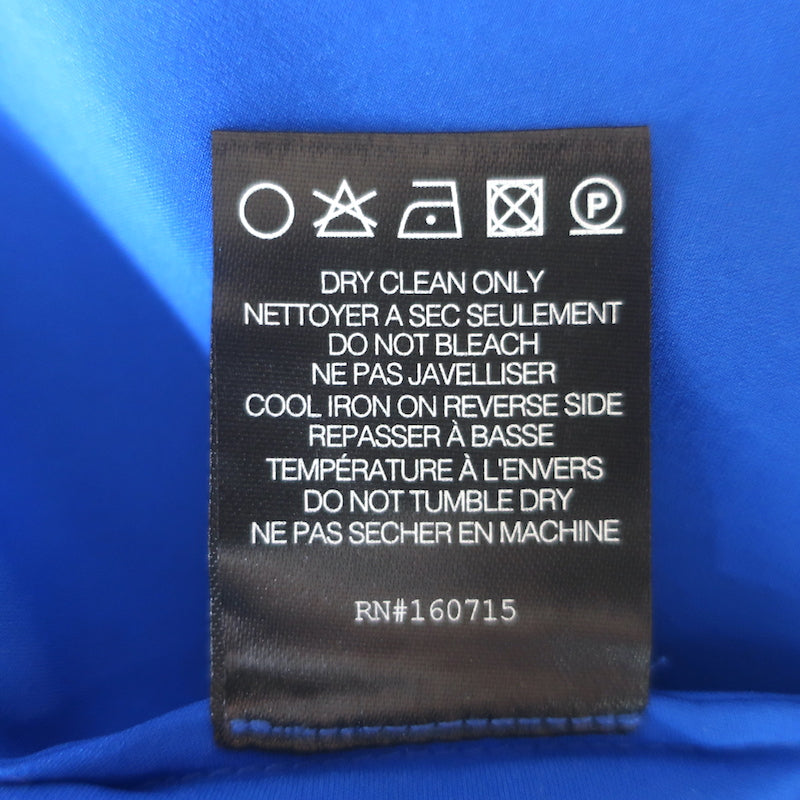 P
DRY CLEAN ONLY
NETTOYER A SEC SEULEMENT
DO NOT BLEACH
NE PAS JAVELLISER
COOL IRON ON REVERSE SIDE
REPASSER À BASSE
TEMPÉRATURE À L'ENVERS
DO NOT TUMBLE DRY
NE PAS SECHER EN MACHINE
RN#160715